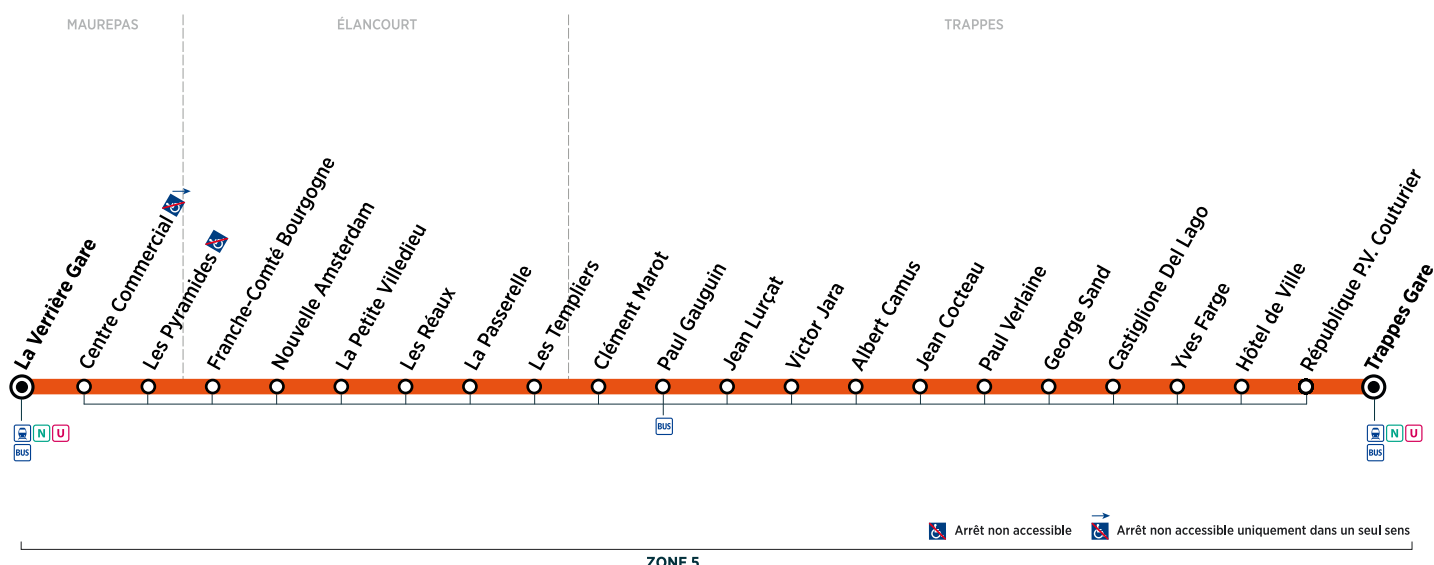 MAUREPAS
ÉLANCOURT
TRAPPES
La Verrière Gare
Centre Commercial
Les Pyramides
Franche-Comté Bourgogne
Nouvelle Amsterdam
La Petite Villedieu
Les Réaux
La Passerelle
Les Templiers
Clément Marot
Paul Gauguin
Jean Lurçat
Victor Jara
Albert Camus
Jean Cocteau
Paul Verlaine
George Sand
Castiglione Del Lago
Yves Farge
Hôtel de Ville
République P.V. Couturier
Trappes Gare
N U
BUS
BUS
N U
BUS
Arrêt non accessible
Arrêt non accessible uniquement dans un seul sens
ZONE 5